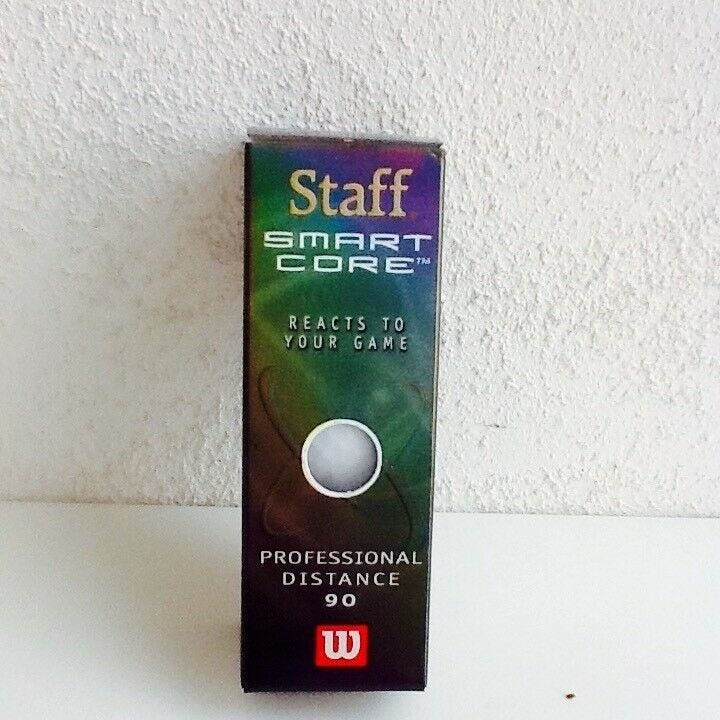 Staff
SMART
CORE™
REACTS TO
YOUR GAME
PROFESSIONAL
DISTANCE
90
W